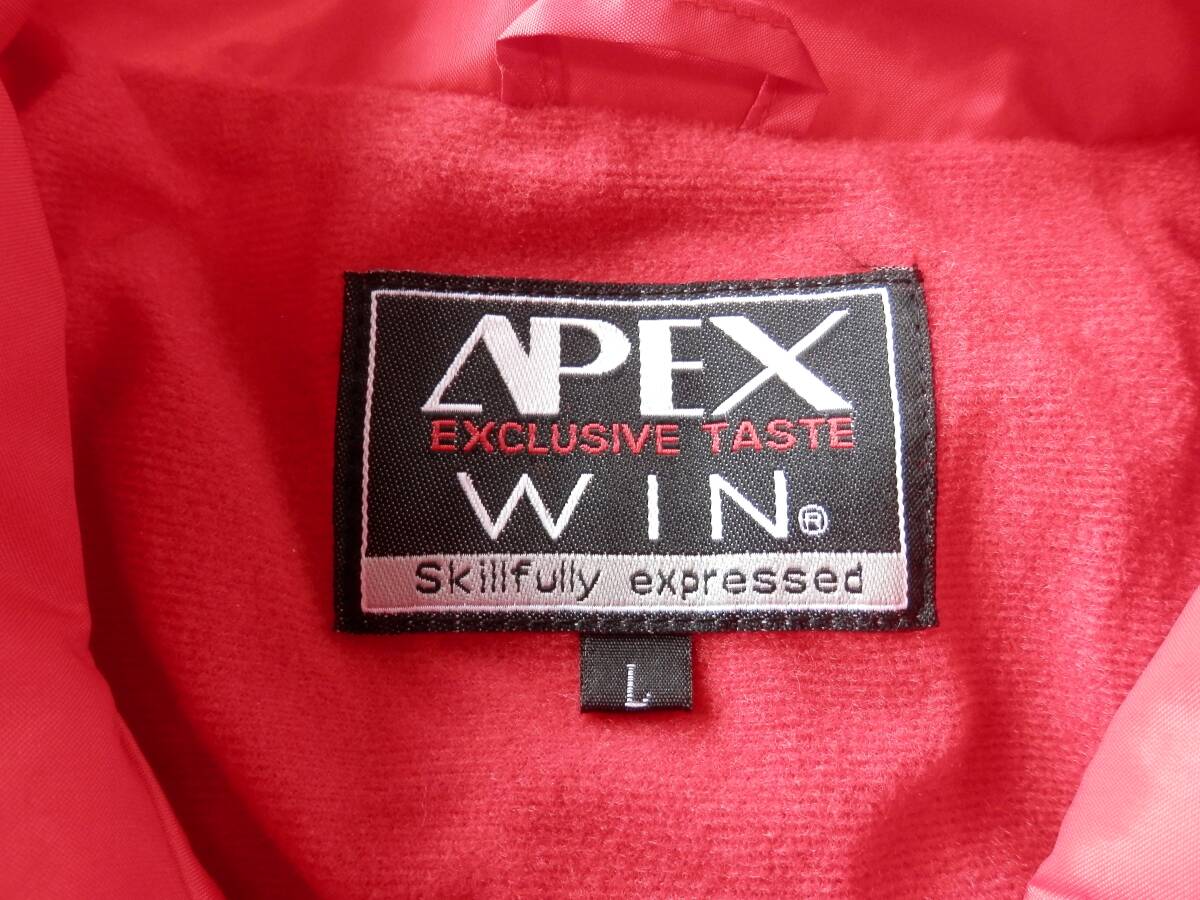 APEX
EXCLUSIVE TASTE
WIN®
Skillfully expressed
L